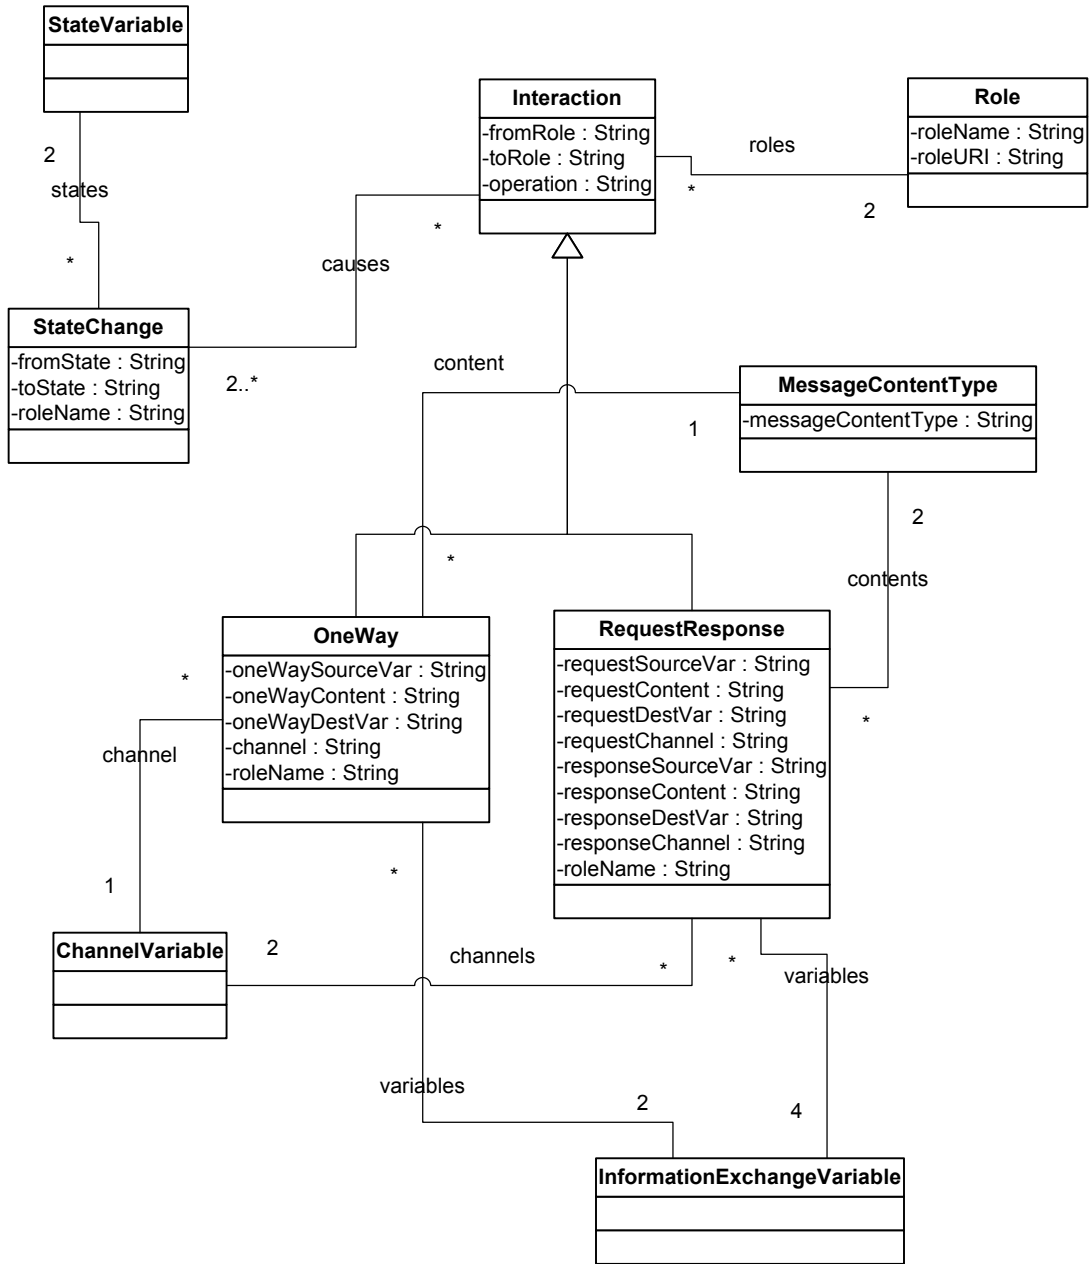 StateVariable
2
states
*
StateChange
-fromState : String
-toState : String
-roleName : String
2..*
causes
*
Interaction
-fromRole : String
-toRole : String
-operation : String
*
roles
2
Role
-roleName : String
-roleURI : String
content
1
*
MessageContentType
-messageContentType : String
2
contents
*
OneWay
-oneWaySourceVar : String
-oneWayContent : String
-oneWayDestVar : String
-channel : String
-roleName : String
RequestResponse
-requestSourceVar : String
-requestContent : String
-requestDestVar : String
-requestChannel : String
-responseSourceVar : String
-responseContent : String
-responseDestVar : String
-responseChannel : String
-roleName : String
*
channel
1
ChannelVariable
2
channels
*
*
variables
2
*
variables
4
InformationExchangeVariable